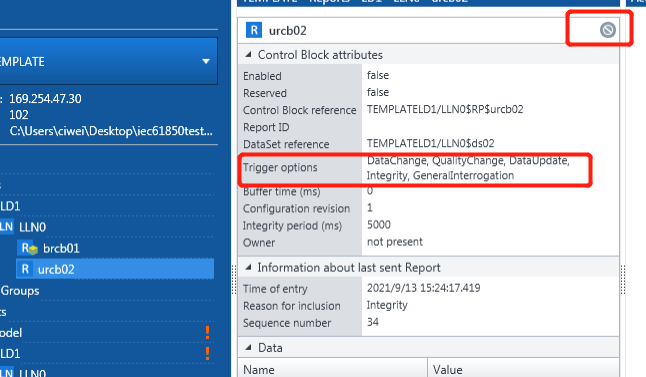 TEMPLATE
EMPLATE
: 169.254.47.30
102
C:\Users\ciwei\Desktop\iec61850test...
LD1
LN LLN0
R brcb01
R urcb02
Groups
ts
odel
LD1
LN LLN0
R urcb02
Control Block attributes
Enabled false
Reserved false
Control Block reference TEMPLATELD1/LLN0$RP$urcb02
Report ID
DataSet reference TEMPLATELD1/LLN0$ds02
Trigger options DataChange, QualityChange, DataUpdate,
Integrity, GeneralInterrogation
Buffer time (ms) 0
Configuration revision 1
Integrity period (ms) 5000
Owner not present
Information about last sent Report
Time of entry 2021/9/13 15:24:17.419
Reason for inclusion Integrity
Sequence number 34
Data
Name Value